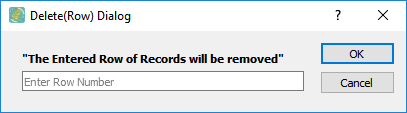 Delete(Row) Dialog
?
"The Entered Row of Records will be removed"
OK
Enter Row Number
Cancel